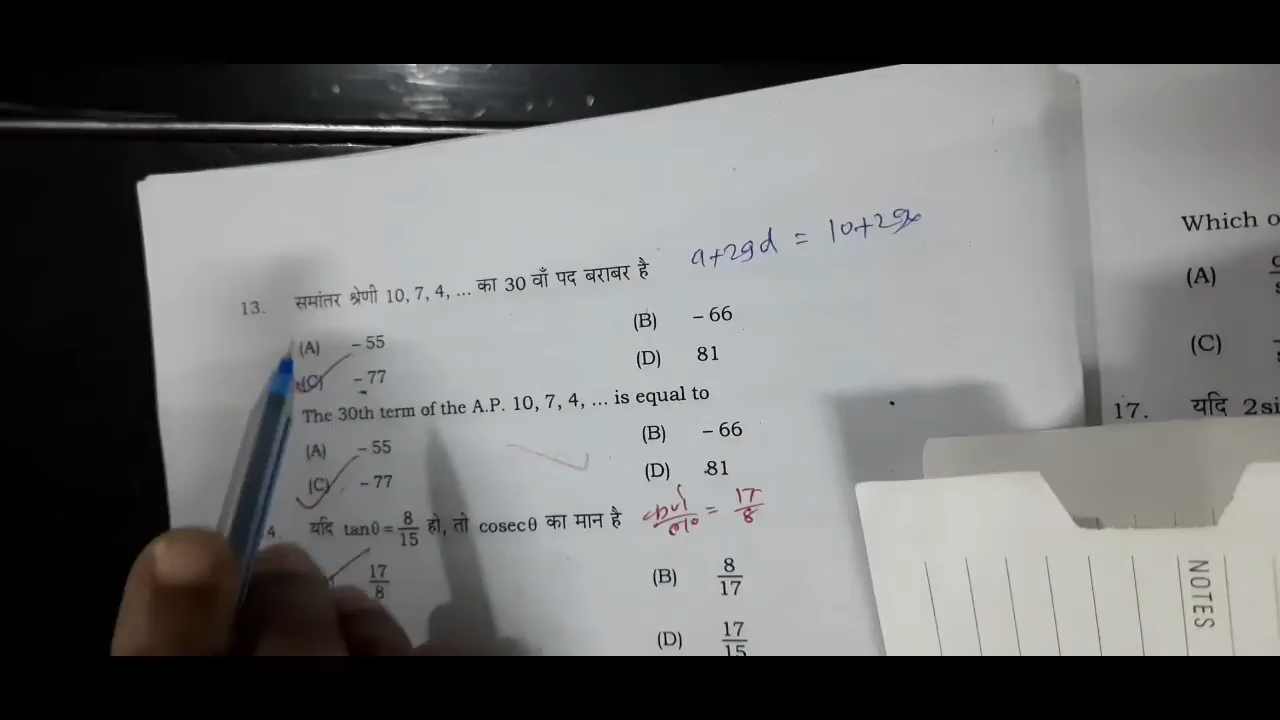 13. समांतर श्रेणी 10, 7, 4, ... का 30 वाँ पद बराबर है a+29d = 10+29x
(A) – 55 (B) – 66
(C) – 77 (D) 81
The 30th term of the A.P. 10, 7, 4, ... is equal to
(A) – 55 (B) – 66
(C) – 77 (D) 81
4. यदि tanθ = 8/15 हो, तो cosecθ का मान है = 17/8
17/8 (B) 8/17
(D) 17/15
Which o
(A)
(C)
17. यदि 2si
NOTES